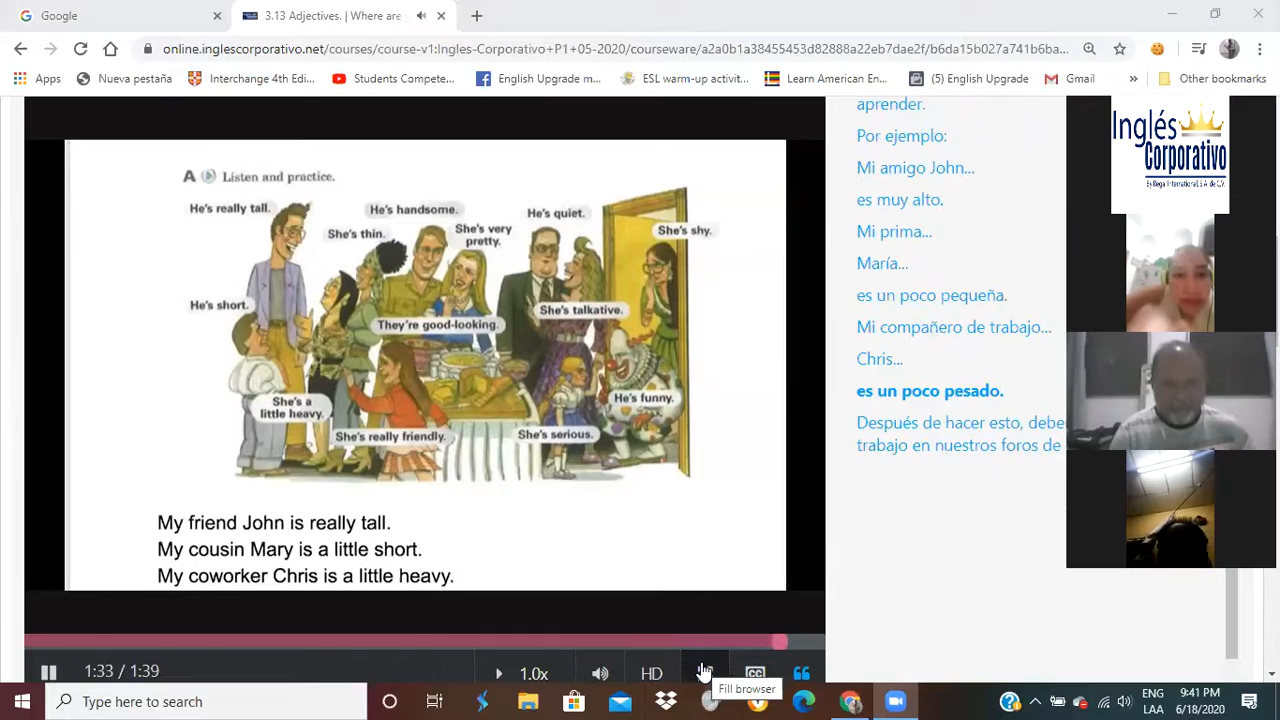 Google
3.13 Adjectives. | Where are
online.inglescorporativo.net/courses/course-v1:Ingles-Corporativo+P1+05-2020/courseware/a2a0b1a38455453d82888a22eb7dae2f/b6da15b027a741b6ba...
Apps
Nueva pestaña
Interchange 4th Edi...
Students Compete...
English Upgrade m...
ESL warm-up activit...
Learn American En...
(5) English Upgrade
Gmail
»
Other bookmarks
A Listen and practice.
He's really tall.
He's handsome.
He's quiet.
She's thin.
She's very
pretty.
She's shy.
He's short.
They're good-looking.
She's talkative.
She's a
little heavy.
He's funny.
She's really friendly.
She's serious.
My friend John is really tall.
My cousin Mary is a little short.
My coworker Chris is a little heavy.
aprender.
Por ejemplo:
Mi amigo John...
es muy alto.
Mi prima...
María...
es un poco pequeña.
Mi compañero de trabajo...
Chris...
es un poco pesado.
Después de hacer esto, debe
trabajo en nuestros foros de
Inglés
Corporativo
By Rega International, S.A. de C.V.
1:33 / 1:39
1.0x
HD
CC
Fill browser
Type here to search
ENG
LAA
9:41 PM
6/18/2020